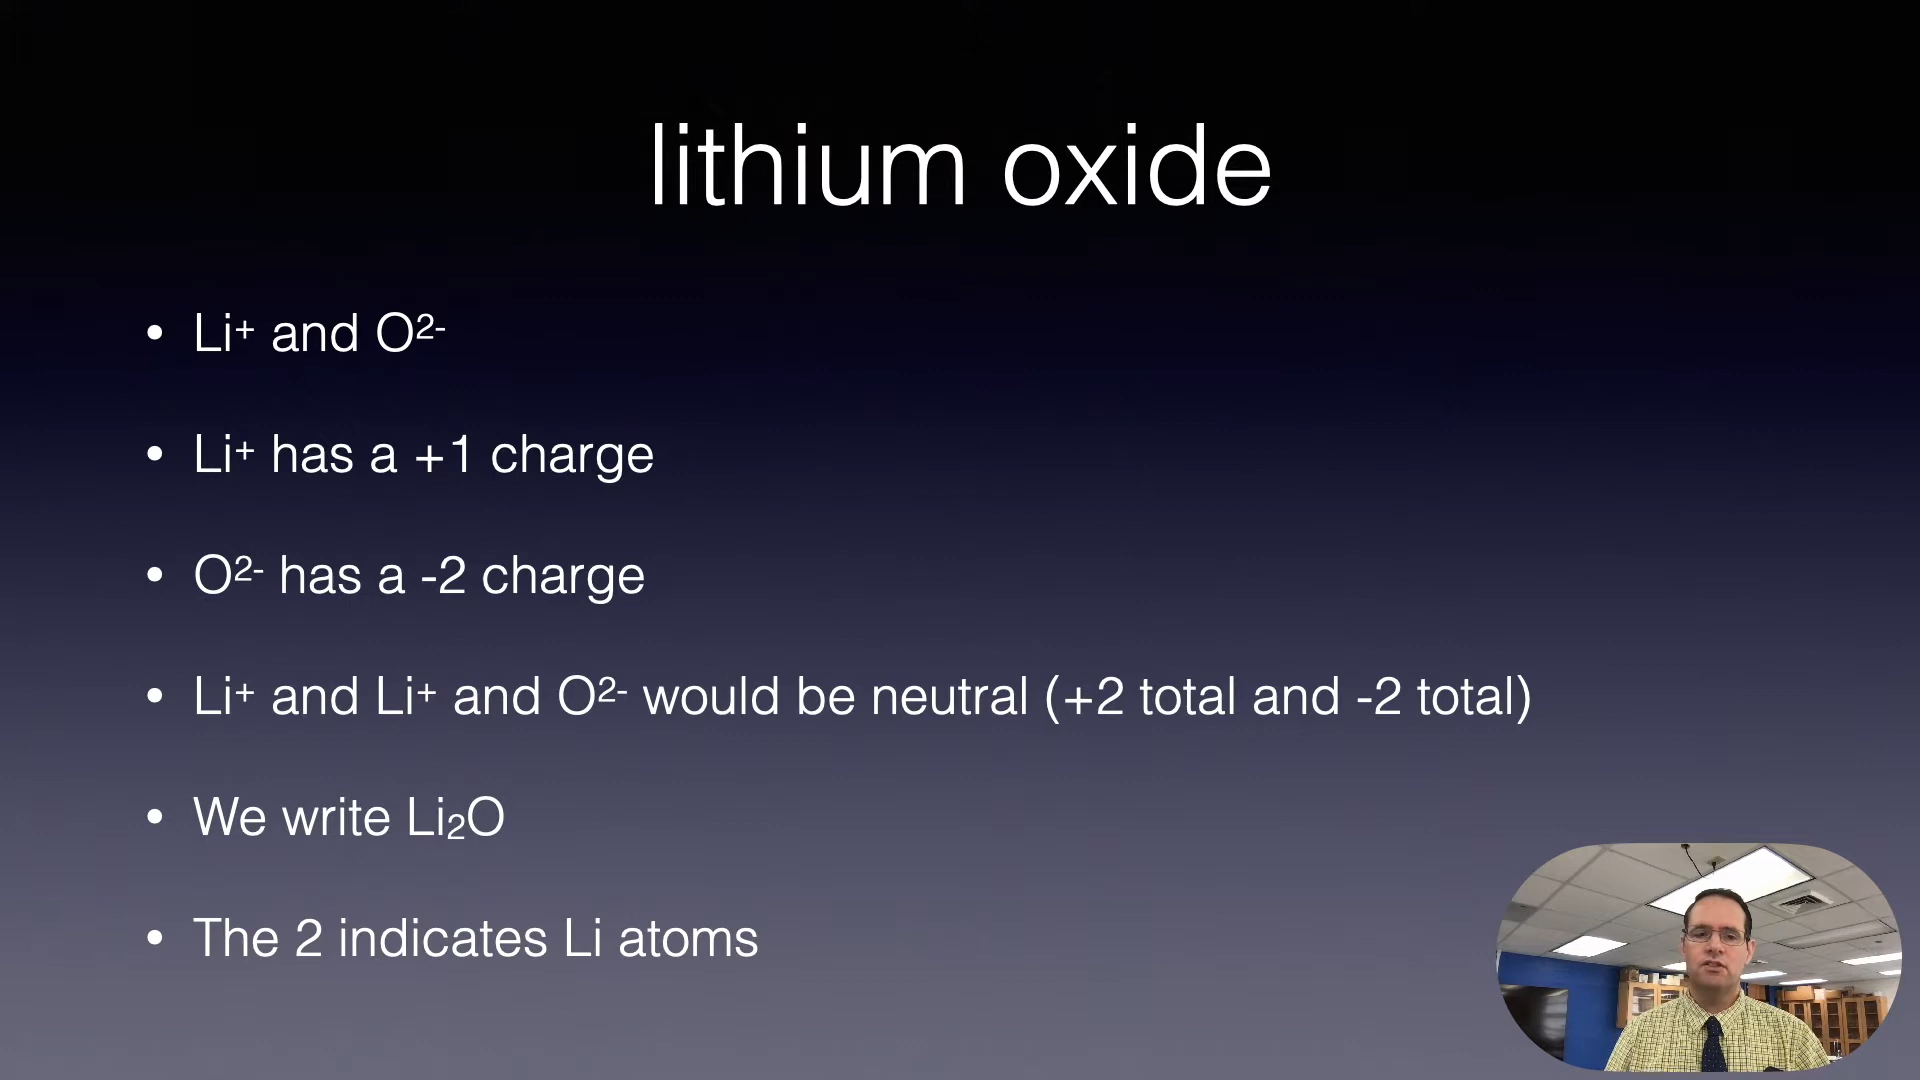 lithium oxide
• Li⁺ and O²⁻
• Li⁺ has a +1 charge
• O²⁻ has a -2 charge
• Li⁺ and Li⁺ and O²⁻ would be neutral (+2 total and -2 total)
• We write Li₂O
• The 2 indicates Li atoms